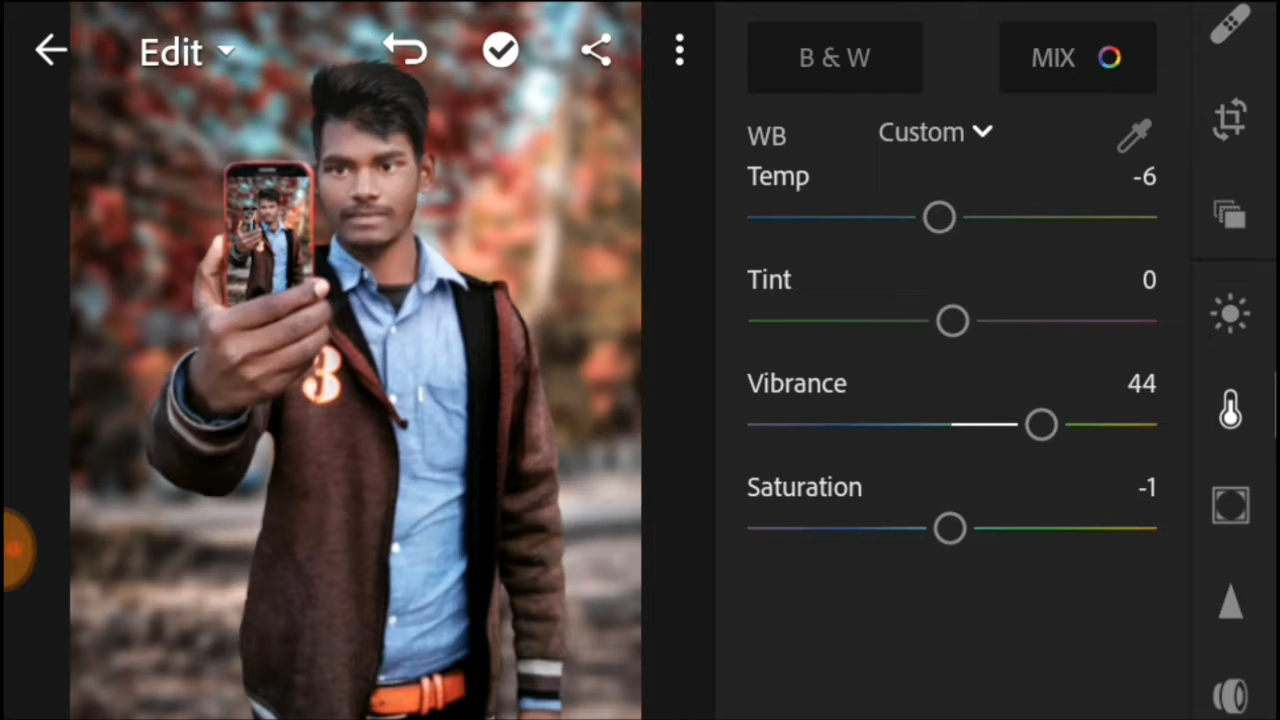 Edit
B & W
MIX
WB
Custom
Temp
-6
Tint
0
Vibrance
44
Saturation
-1
3